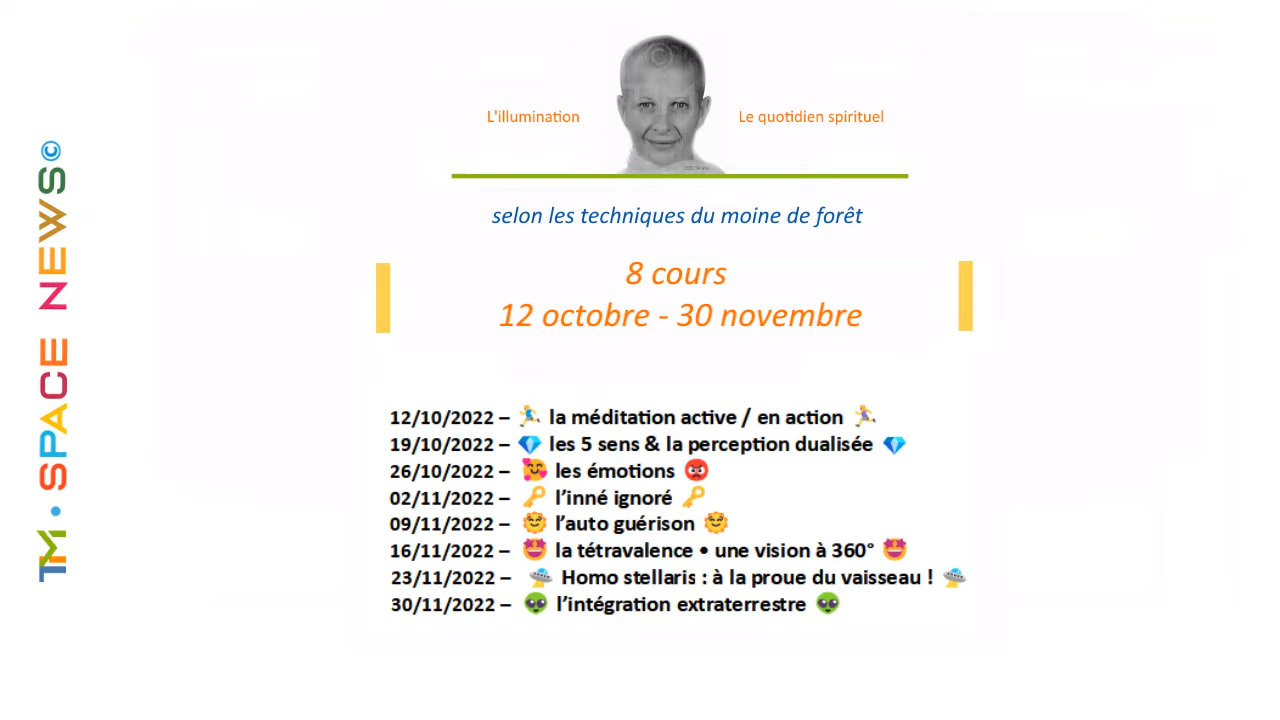 TM • SPACE NEWS©
©
L'illumination
Le quotidien spirituel
selon les techniques du moine de forêt
8 cours
12 octobre - 30 novembre
12/10/2022 – 🏃‍♂️ la méditation active / en action 🏃‍♀️
19/10/2022 – 💎 les 5 sens & la perception dualisée 💎
26/10/2022 – 🥰 les émotions 😡
02/11/2022 – 🔑 l’inné ignoré 🔑
09/11/2022 – 🌞 l’auto guérison 🌞
16/11/2022 – 🤩 la tétravalence • une vision à 360° 🤩
23/11/2022 – 🛸 Homo stellaris : à la proue du vaisseau ! 🛸
30/11/2022 – 👽 l’intégration extraterrestre 👽